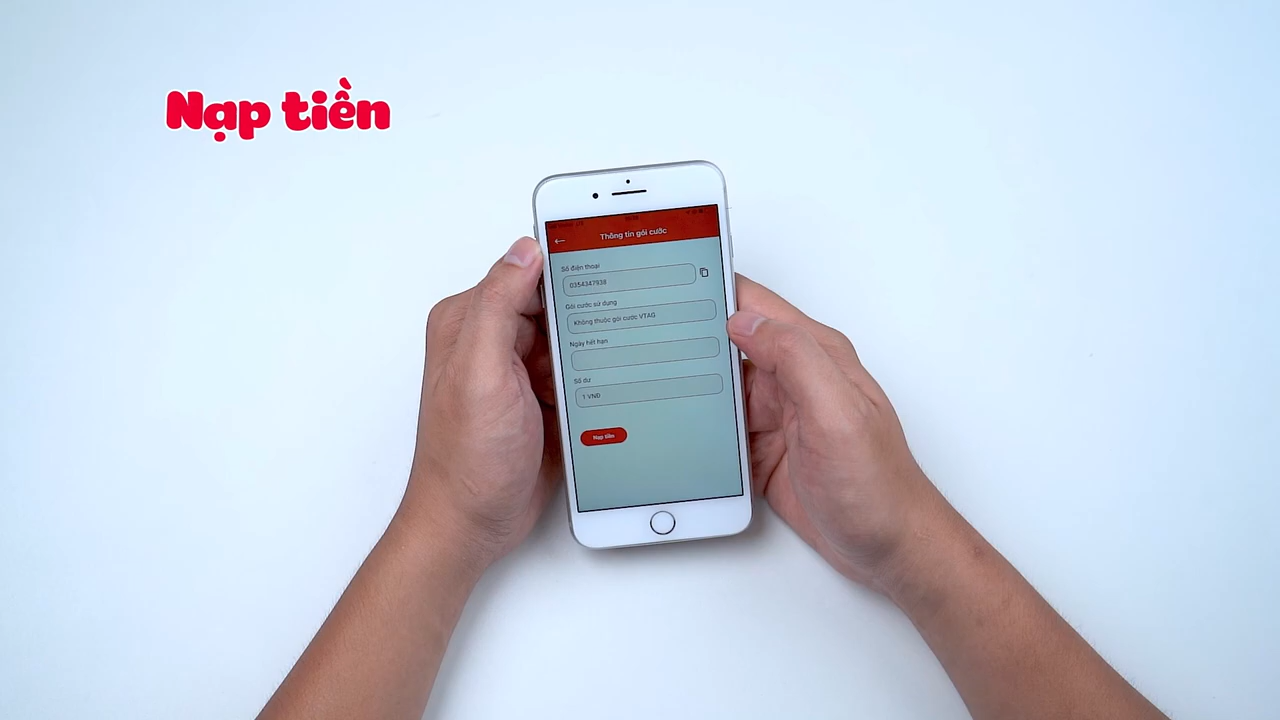 Nạp tiền
Thông tin gói cước
Số điện thoại
0354347938
Gói cước sử dụng
Không thuộc gói cước VTAG
Ngày hết hạn
Số dư
1 VNĐ
Nạp tiền